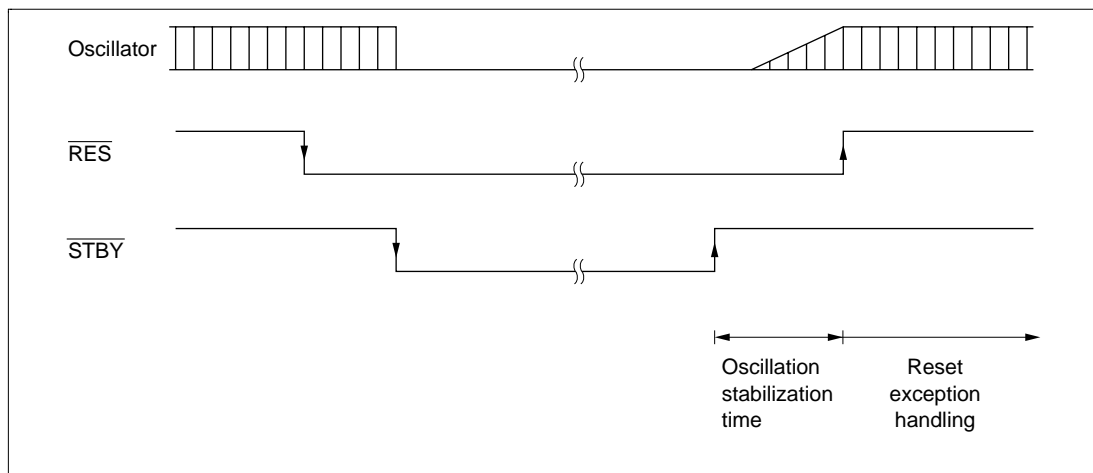 Oscillator
RES
STBY
Oscillation
stabilization
time
Reset
exception
handling